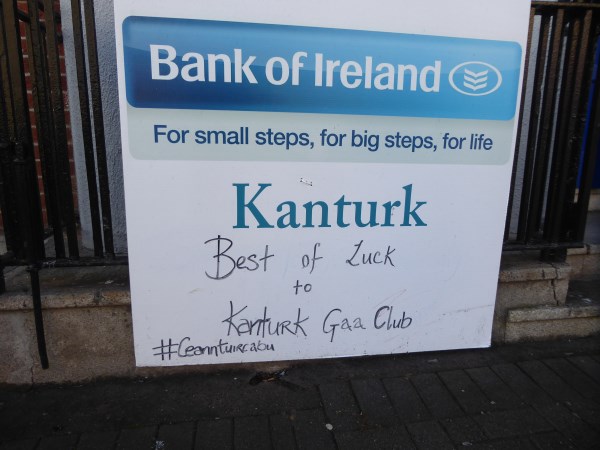 Bank of Ireland
For small steps, for big steps, for life
Kanturk
Best of Luck
to
Kanturk Gaa Club
#Ceanntuircabu